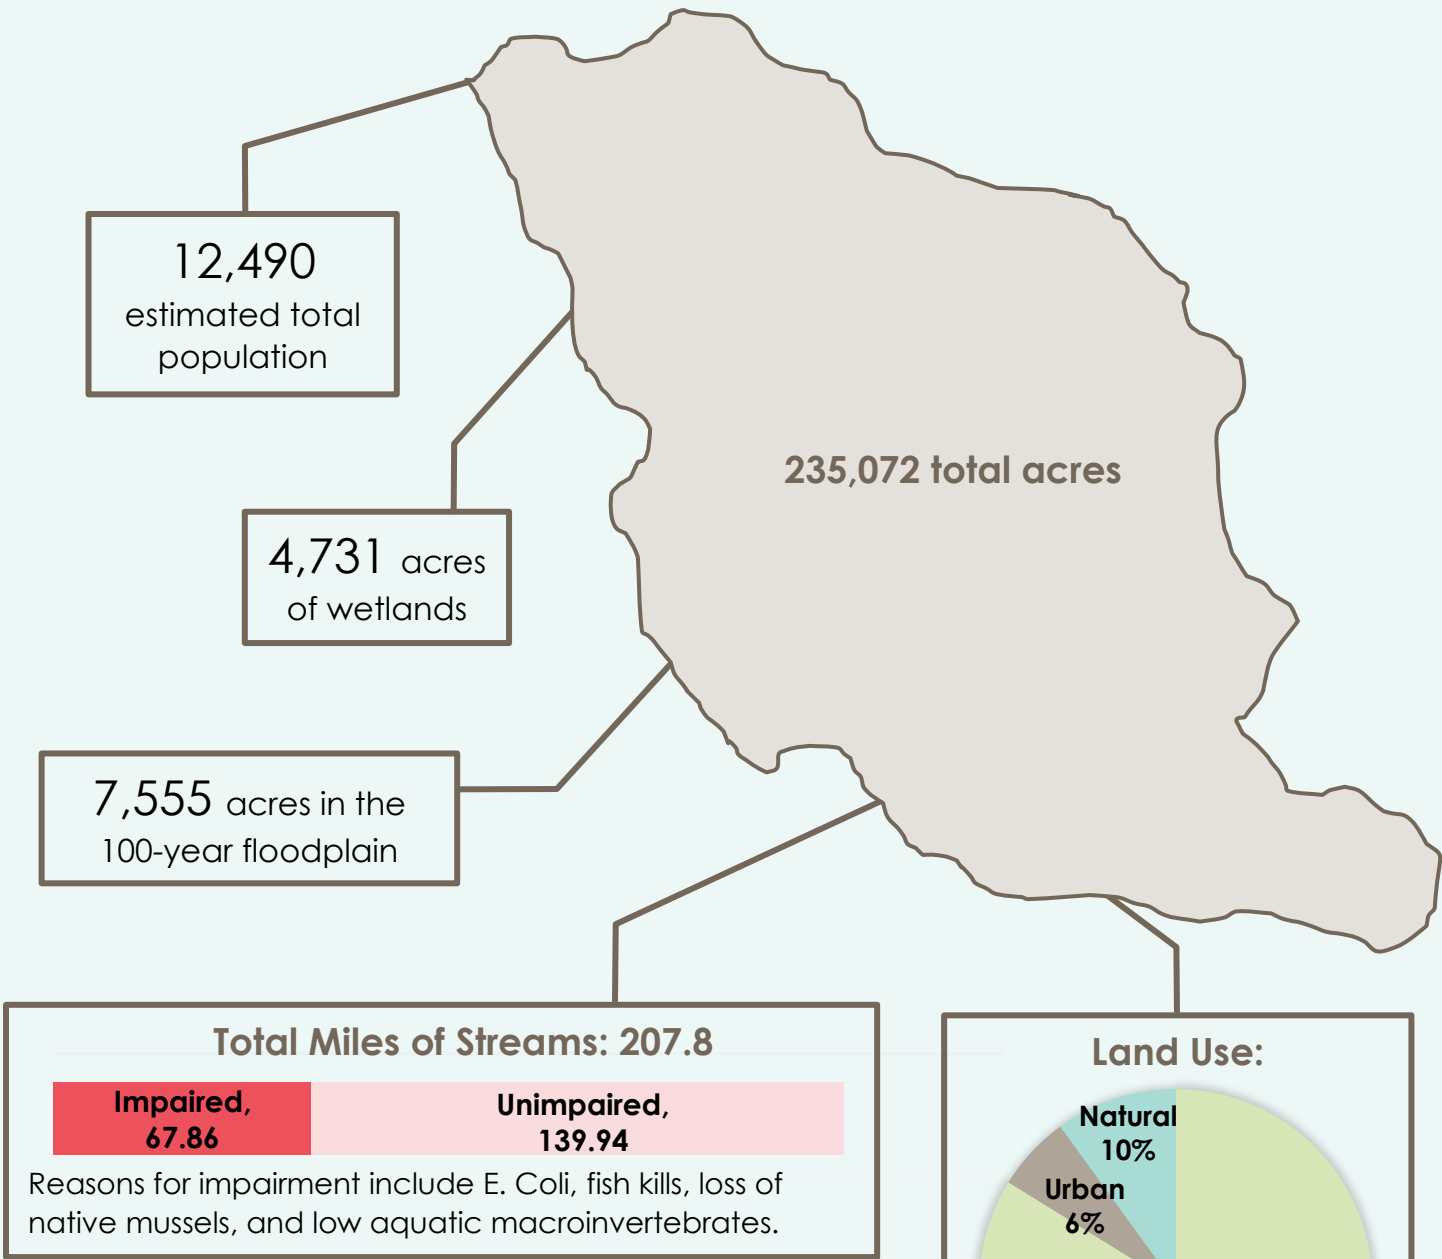 12,490
estimated total
population
235,072 total acres
4,731 acres
of wetlands
7,555 acres in the
100-year floodplain
Total Miles of Streams: 207.8
Impaired,
67.86
Unimpaired,
139.94
Reasons for impairment include E. Coli, fish kills, loss of
native mussels, and low aquatic macroinvertebrates.
Land Use:
Natural
10%
Urban
6%